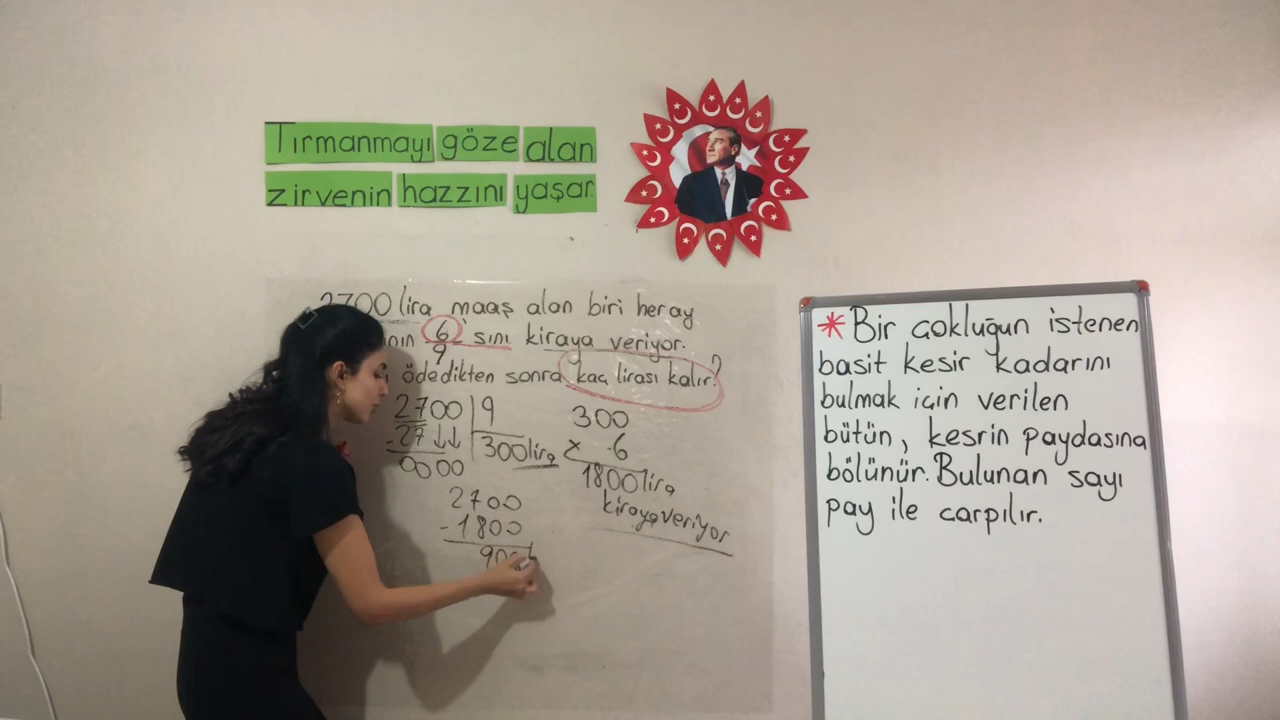 Tırmanmayı göze alan
zirvenin hazzını yaşar.
2700 lira maaş alan biri her ay
nın 6/9'sını kiraya veriyor.
ödedikten sonra kaç lirası kalır?
2700 | 9
-27 ↓↓ 300 lira
0000
300
x 6
1800 lira
kiraya veriyor
2700
-1800
900
* Bir çokluğun istenen
basit kesir kadarını
bulmak için verilen
bütün, kesrin paydasına
bölünür. Bulunan sayı
pay ile çarpılır.